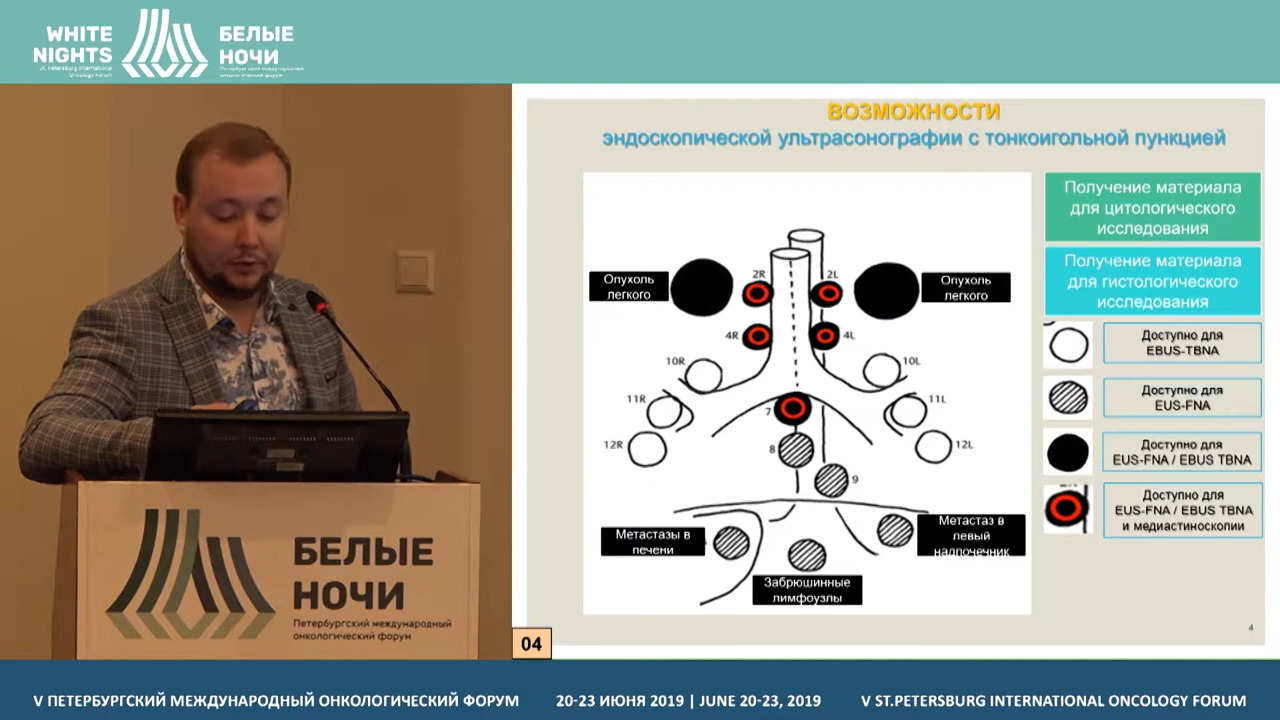 WHITE
NIGHTS
St. Petersburg International
Oncology Forum
БЕЛЫЕ
НОЧИ
Петербургский международный
онкологический форум
ВОЗМОЖНОСТИ
эндоскопической ультрасонографии с тонкоигольной пункцией
Опухоль
легкого
2R
2L
Опухоль
легкого
4R
4L
10R
10L
11R
11L
7
12R
12L
8
9
Метастазы в
печени
Метастаз в
левый
надпочечник
Забрюшинные
лимфоузлы
Получение материала
для цитологического
исследования
Получение материала
для гистологического
исследования
Доступно для
EBUS-TBNA
Доступно для
EUS-FNA
Доступно для
EUS-FNA / EBUS TBNA
Доступно для
EUS-FNA / EBUS TBNA
и медиастиноскопии
4
04
БЕЛЫЕ
НОЧИ
Петербургский международный
онкологический форум
V ПЕТЕРБУРГСКИЙ МЕЖДУНАРОДНЫЙ ОНКОЛОГИЧЕСКИЙ ФОРУМ
20-23 ИЮНЯ 2019 | JUNE 20-23, 2019
V ST.PETERSBURG INTERNATIONAL ONCOLOGY FORUM